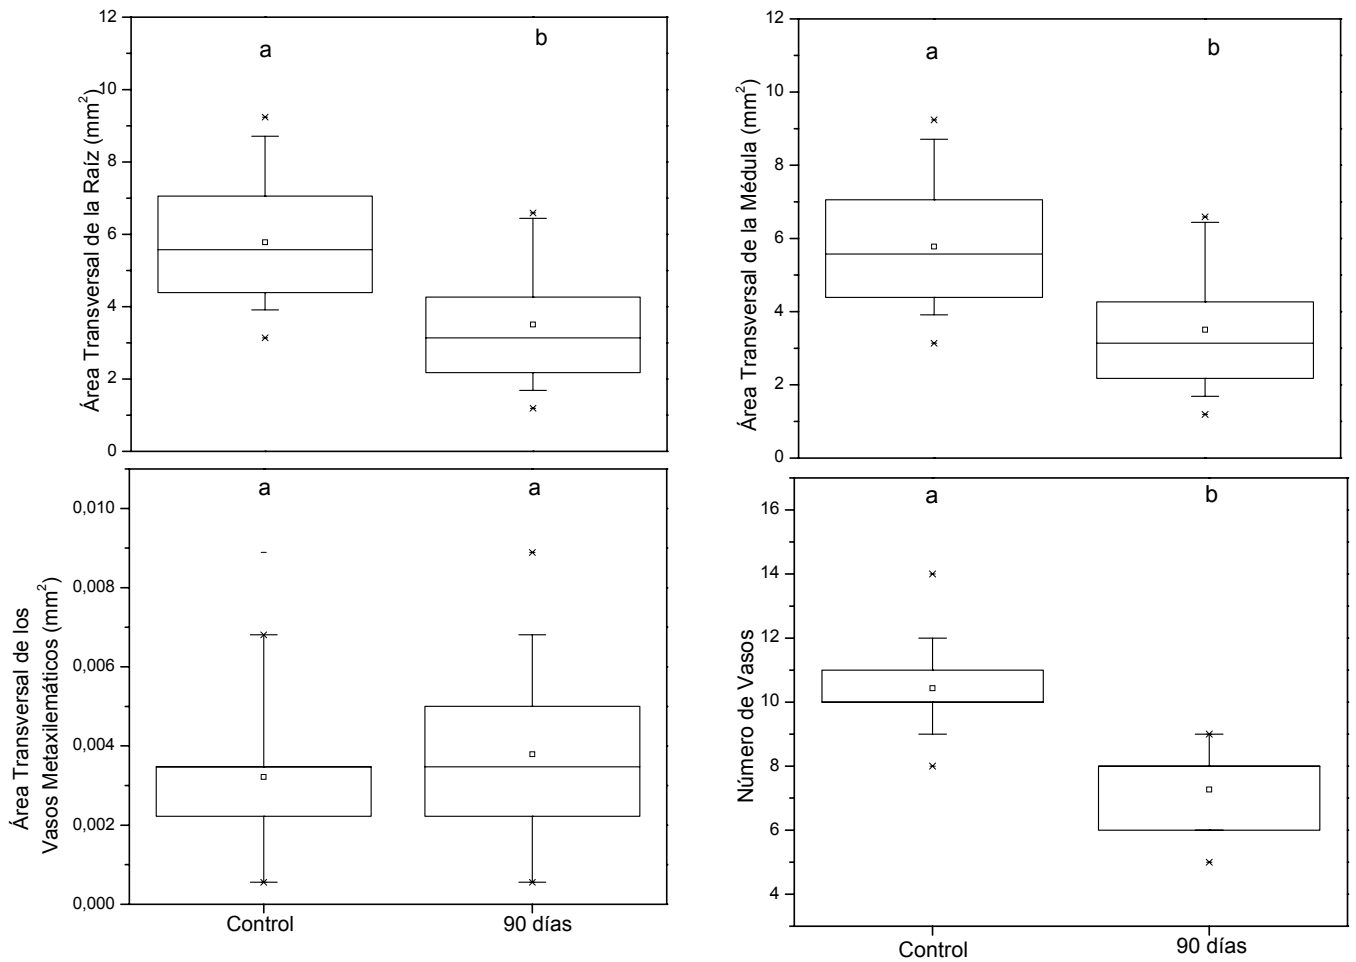 12
10
8
6
4
2
0
Área Transversal de la Raíz (mm²)
a
b
12
10
8
6
4
2
0
Área Transversal de la Médula (mm²)
a
b
0,010
0,008
0,006
0,004
0,002
0,000
Área Transversal de los
Vasos Metaxilemáticos (mm²)
a
a
Control
90 días
16
14
12
10
8
6
4
Número de Vasos
a
b
Control
90 días